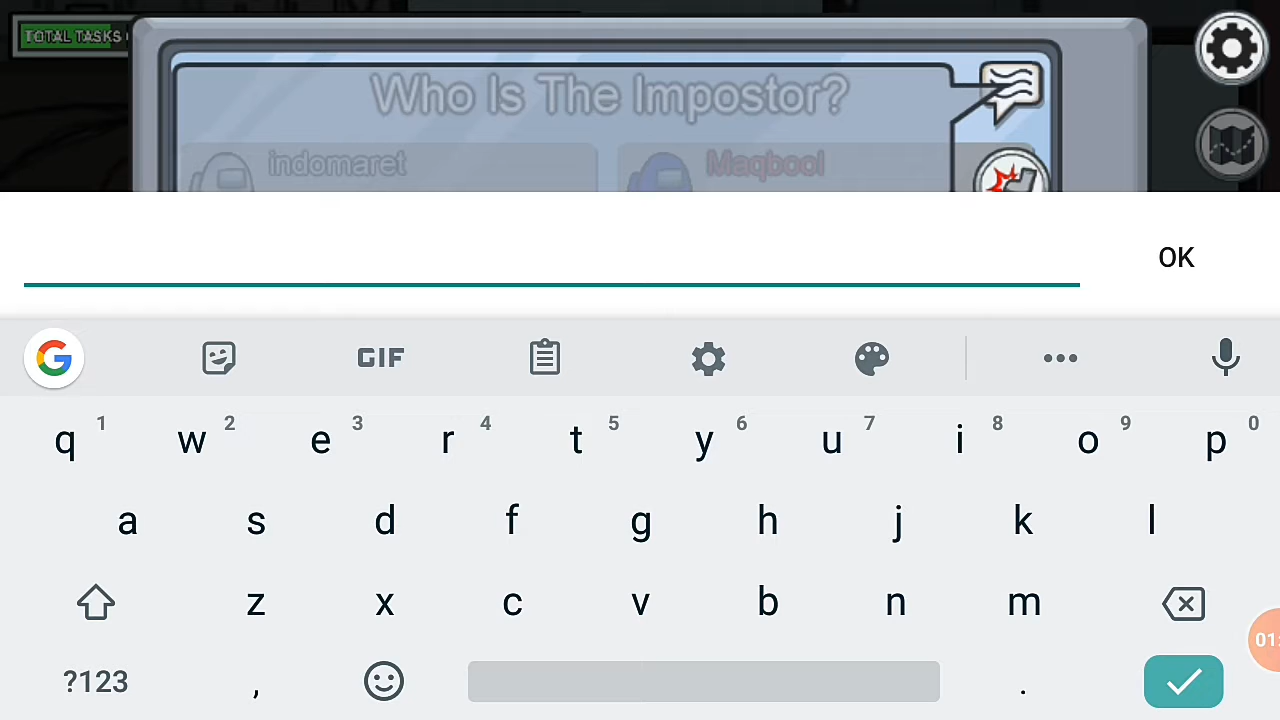 TOTAL TASKS
Who Is The Impostor?
indomaret
Maqbool
OK
G
GIF
q 1 w 2 e 3 r 4 t 5 y 6 u 7 i 8 o 9 p 0
a s d f g h j k l
z x c v b n m
?123 , .
01: